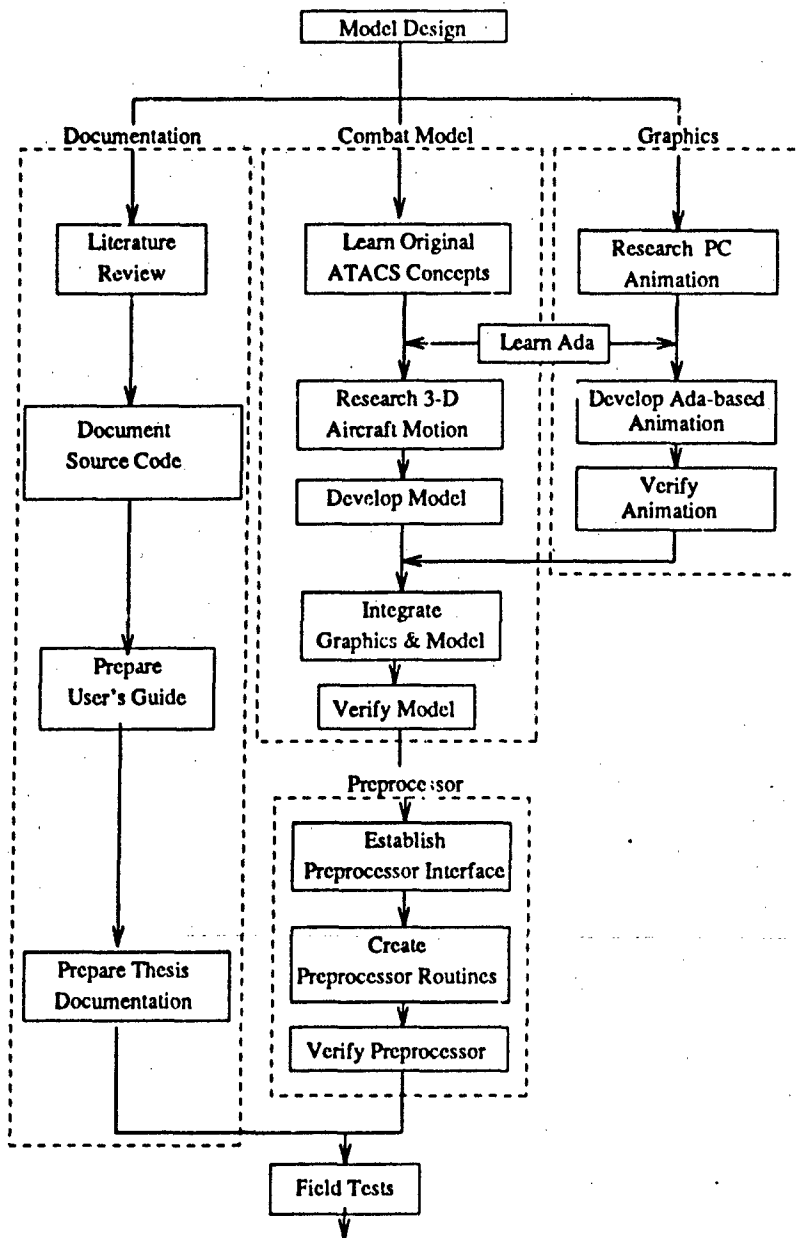 Model Design
Documentation
Combat Model
Graphics
Literature
Review
Learn Original
ATACS Concepts
Research PC
Animation
Learn Ada
Document
Source Code
Research 3-D
Aircraft Motion
Develop Ada-based
Animation
Develop Model
Verify
Animation
Integrate
Graphics & Model
Prepare
User's Guide
Verify Model
Preprocessor
Establish
Preprocessor Interface
Create
Preprocessor Routines
Prepare Thesis
Documentation
Verify Preprocessor
Field Tests